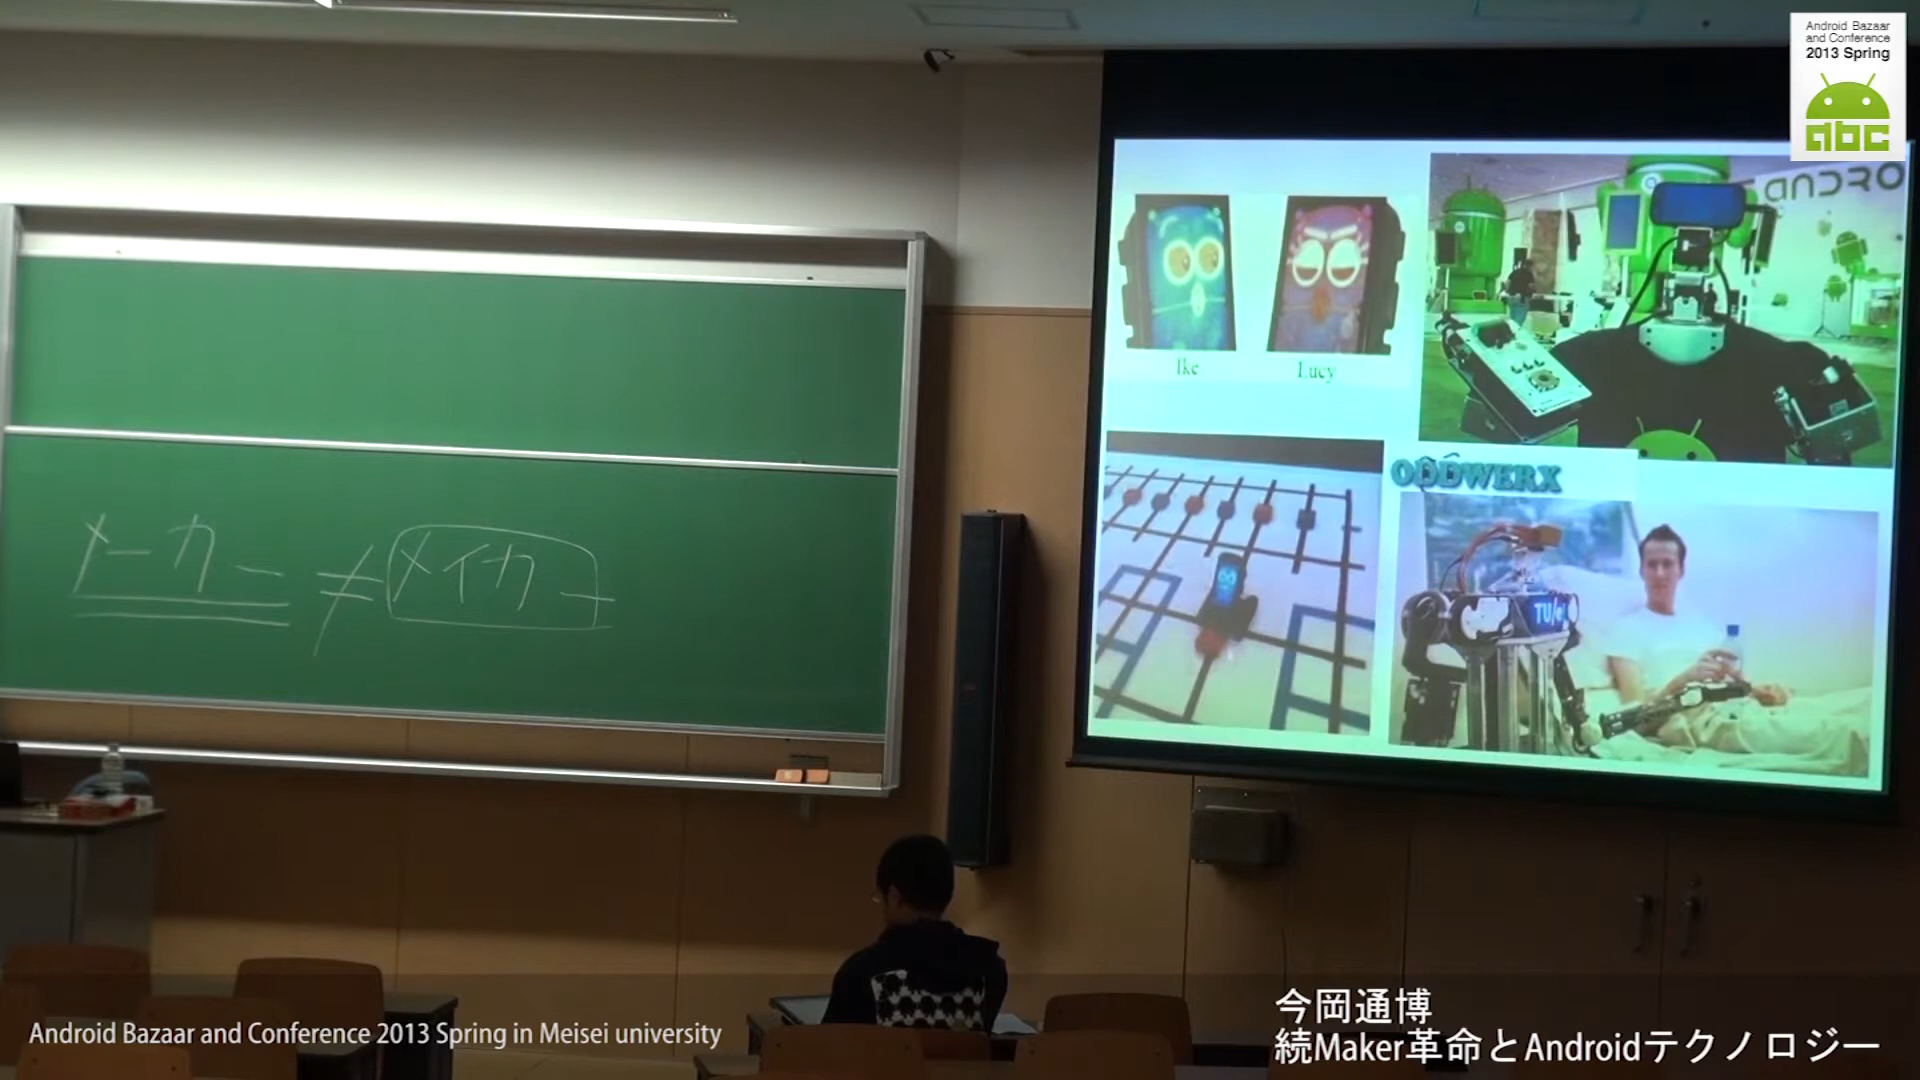 Android Bazaar
and Conference
2013 Spring
abc
ANDRO
Ike
Lucy
ODDWERX
TU/e
メーカー ≠ メイカー
Android Bazaar and Conference 2013 Spring in Meisei university
今岡通博
続Maker革命とAndroidテクノロジー